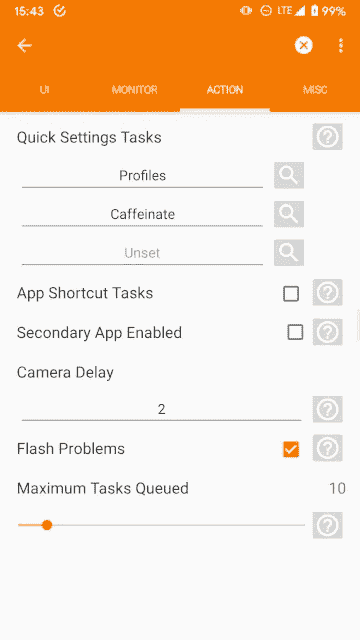 15:43 LTE 99%
UI MONITOR ACTION MISC
Quick Settings Tasks
Profiles
Caffeinate
Unset
App Shortcut Tasks
Secondary App Enabled
Camera Delay
2
Flash Problems
Maximum Tasks Queued 10